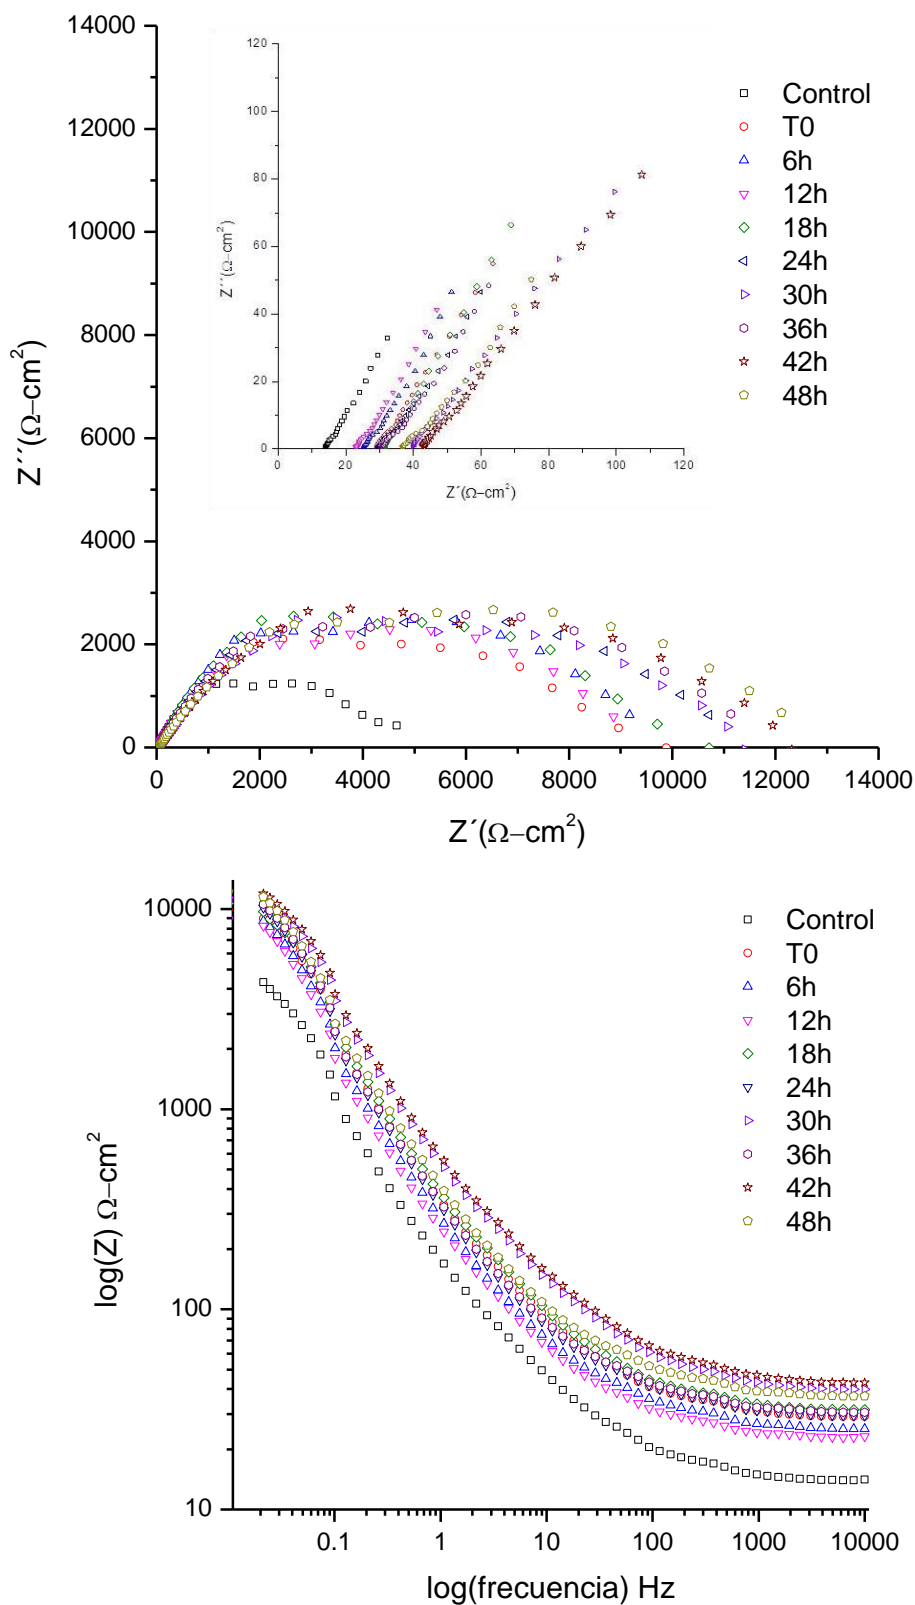 14000
12000
10000
8000
6000
4000
2000
0
Z´´(Ω–cm²)
0
2000
4000
6000
8000
10000
12000
14000
Z´(Ω–cm²)
120
100
80
60
40
20
0
Z´´(Ω–cm²)
0
20
40
60
80
100
120
Z´(Ω–cm²)
Control
T0
6h
12h
18h
24h
30h
36h
42h
48h
10000
1000
100
10
log(Z) Ω–cm²
0.1
1
10
100
1000
10000
log(frecuencia) Hz
Control
T0
6h
12h
18h
24h
30h
36h
42h
48h